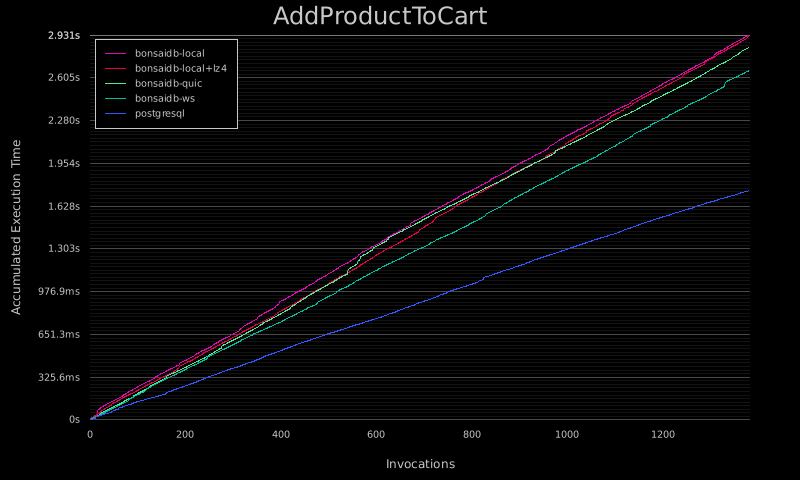 AddProductToCart
2.931s
2.605s
2.280s
1.954s
1.628s
1.303s
976.9ms
651.3ms
325.6ms
0s
Accumulated Execution Time
bonsaidb-local
bonsaidb-local+lz4
bonsaidb-quic
bonsaidb-ws
postgresql
0 200 400 600 800 1000 1200
Invocations